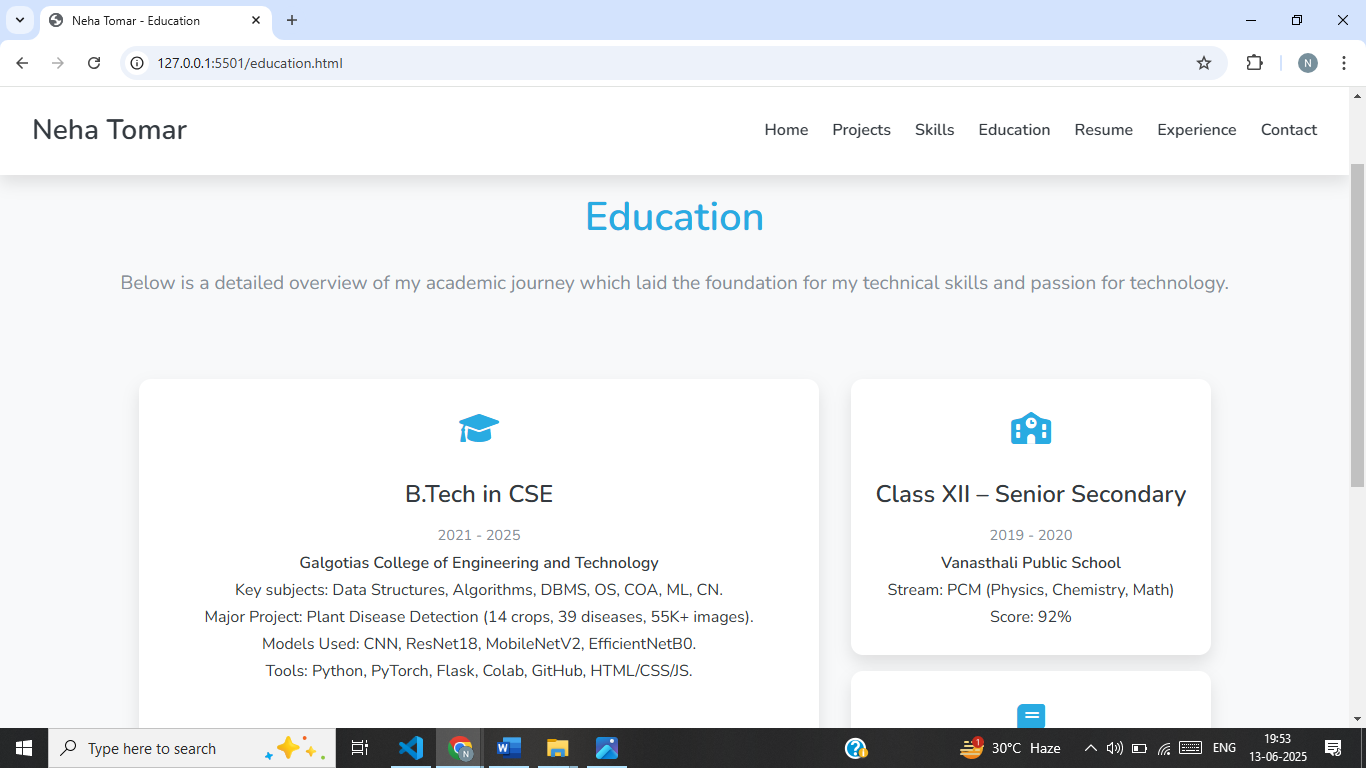 Neha Tomar - Education
127.0.0.1:5501/education.html
N
Neha Tomar
Home Projects Skills Education Resume Experience Contact
Education
Below is a detailed overview of my academic journey which laid the foundation for my technical skills and passion for technology.
B.Tech in CSE
2021 - 2025
Galgotias College of Engineering and Technology
Key subjects: Data Structures, Algorithms, DBMS, OS, COA, ML, CN.
Major Project: Plant Disease Detection (14 crops, 39 diseases, 55K+ images).
Models Used: CNN, ResNet18, MobileNetV2, EfficientNetB0.
Tools: Python, PyTorch, Flask, Colab, GitHub, HTML/CSS/JS.
Class XII – Senior Secondary
2019 - 2020
Vanasthali Public School
Stream: PCM (Physics, Chemistry, Math)
Score: 92%
Type here to search
N
W
1
30°C Haze
ENG
19:53
13-06-2025